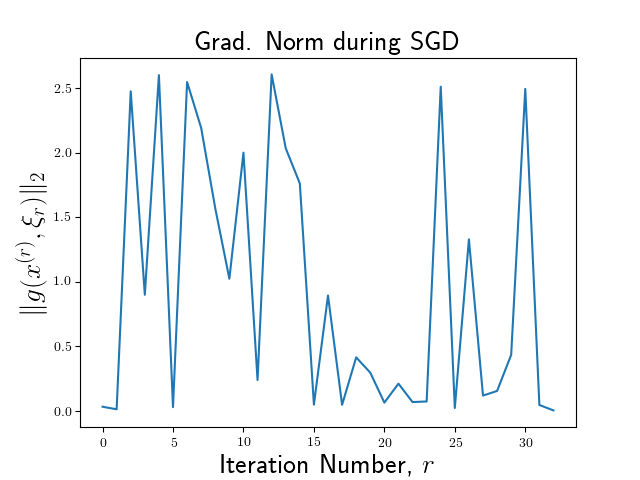 Grad. Norm during SGD
‖g(x^{(r)}, ξ_r)‖_2
2.5
2.0
1.5
1.0
0.5
0.0
0 5 10 15 20 25 30
Iteration Number, r